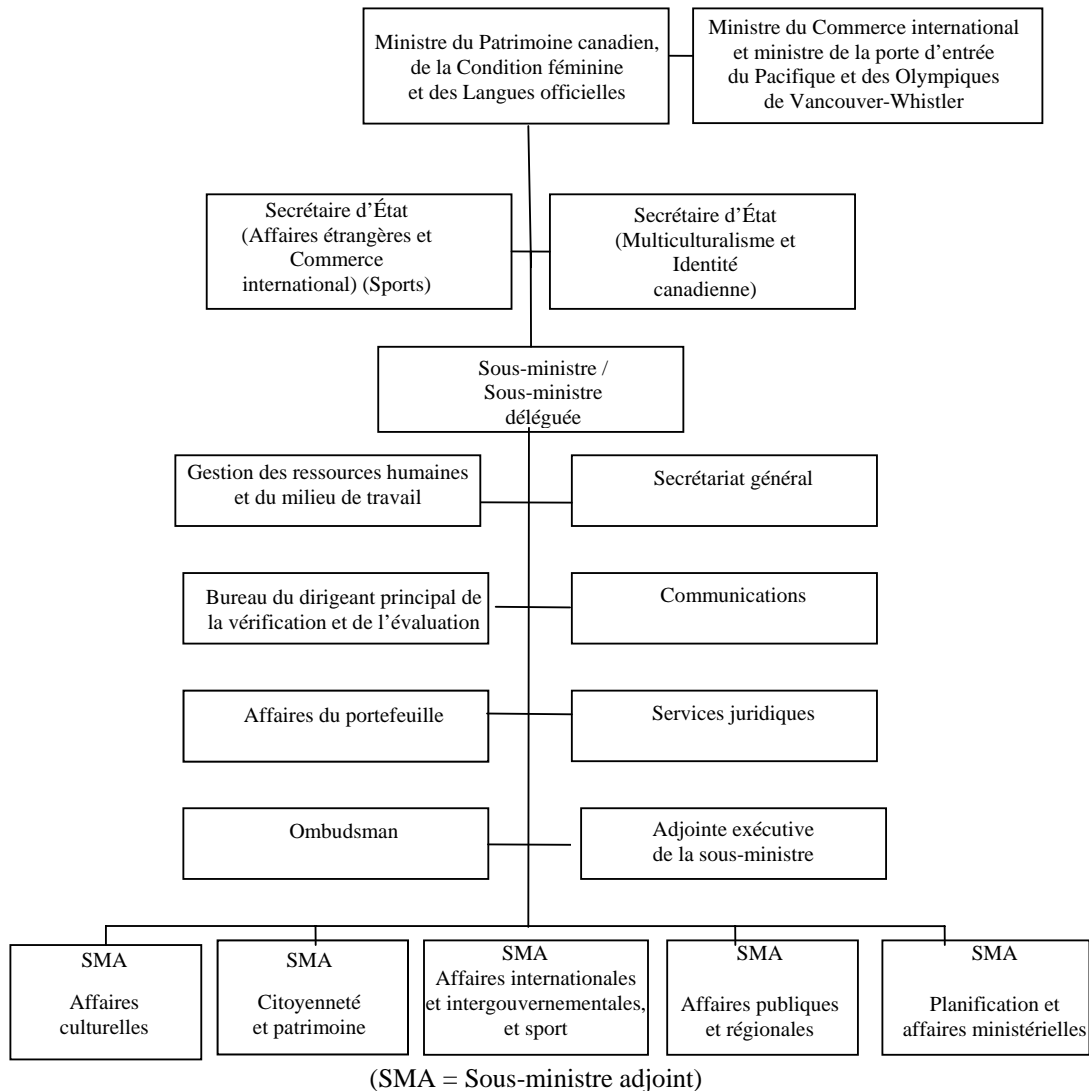 Ministre du Patrimoine canadien,
de la Condition féminine
et des Langues officielles
Ministre du Commerce international
et ministre de la porte d’entrée
du Pacifique et des Olympiques
de Vancouver-Whistler
Secrétaire d’État
(Affaires étrangères et
Commerce
international) (Sports)
Secrétaire d’État
(Multiculturalisme et
Identité
canadienne)
Sous-ministre /
Sous-ministre
déléguée
Gestion des ressources humaines
et du milieu de travail
Secrétariat général
Bureau du dirigeant principal de
la vérification et de l’évaluation
Communications
Affaires du portefeuille
Services juridiques
Ombudsman
Adjointe exécutive
de la sous-ministre
SMA
Affaires
culturelles
SMA
Citoyenneté
et patrimoine
SMA
Affaires internationales
et intergouvernementales,
et sport
SMA
Affaires publiques
et régionales
SMA
Planification et
affaires ministérielles
(SMA = Sous-ministre adjoint)